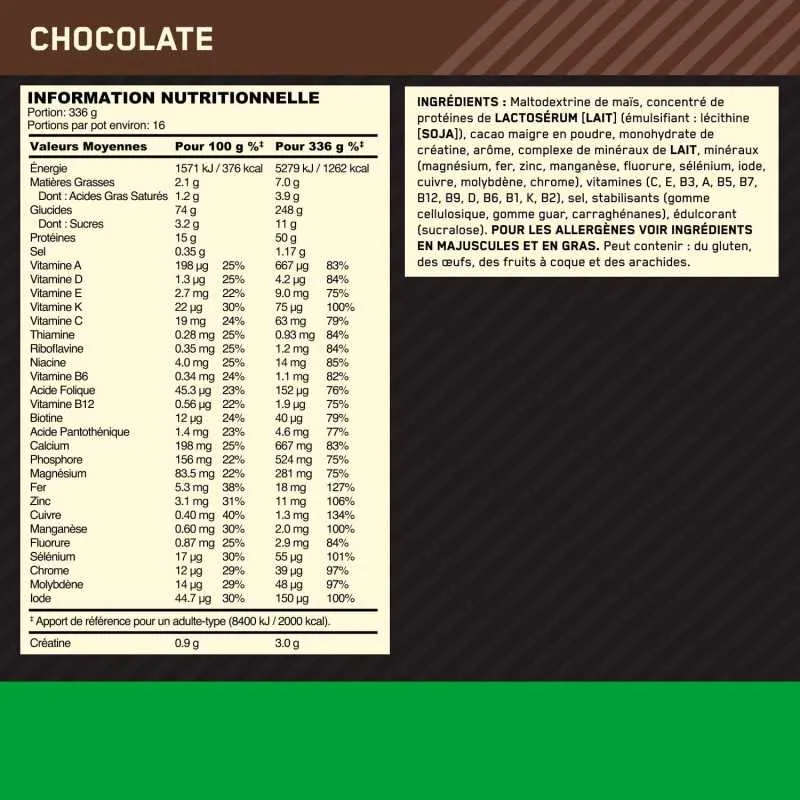 CHOCOLATE
INFORMATION NUTRITIONNELLE
Portion: 336 g
Portions par pot environ: 16
Valeurs Moyennes Pour 100 g %‡ Pour 336 g %‡
Énergie 1571 kJ / 376 kcal 5279 kJ / 1262 kcal
Matières Grasses 2.1 g 7.0 g
Dont : Acides Gras Saturés 1.2 g 3.9 g
Glucides 74 g 248 g
Dont : Sucres 3.2 g 11 g
Protéines 15 g 50 g
Sel 0.35 g 1.17 g
Vitamine A 198 µg 25% 667 µg 83%
Vitamine D 1.3 µg 25% 4.2 µg 84%
Vitamine E 2.7 mg 22% 9.0 mg 75%
Vitamine K 22 µg 30% 75 µg 100%
Vitamine C 19 mg 24% 63 mg 79%
Thiamine 0.28 mg 25% 0.93 mg 84%
Riboflavine 0.35 mg 25% 1.2 mg 84%
Niacine 4.0 mg 25% 14 mg 85%
Vitamine B6 0.34 mg 24% 1.1 mg 82%
Acide Folique 45.3 µg 23% 152 µg 76%
Vitamine B12 0.56 µg 22% 1.9 µg 75%
Biotine 12 µg 24% 40 µg 79%
Acide Pantothénique 1.4 mg 23% 4.6 mg 77%
Calcium 198 mg 25% 667 mg 83%
Phosphore 156 mg 22% 524 mg 75%
Magnésium 83.5 mg 22% 281 mg 75%
Fer 5.3 mg 38% 18 mg 127%
Zinc 3.1 mg 31% 11 mg 106%
Cuivre 0.40 mg 40% 1.3 mg 134%
Manganèse 0.60 mg 30% 2.0 mg 100%
Fluorure 0.87 mg 25% 2.9 mg 84%
Sélénium 17 µg 30% 55 µg 101%
Chrome 12 µg 29% 39 µg 97%
Molybdène 14 µg 29% 48 µg 97%
Iode 44.7 µg 30% 150 µg 100%
‡ Apport de référence pour un adulte-type (8400 kJ / 2000 kcal).
Créatine 0.9 g 3.0 g
INGRÉDIENTS : Maltodextrine de maïs, concentré de
protéines de LACTOSÉRUM [LAIT] (émulsifiant : lécithine
[SOJA]), cacao maigre en poudre, monohydrate de
créatine, arôme, complexe de minéraux de LAIT, minéraux
(magnésium, fer, zinc, manganèse, fluorure, sélénium, iode,
cuivre, molybdène, chrome), vitamines (C, E, B3, A, B5, B7,
B12, B9, D, B6, B1, K, B2), sel, stabilisants (gomme
cellulosique, gomme guar, carraghénanes), édulcorant
(sucralose). POUR LES ALLERGÈNES VOIR INGRÉDIENTS
EN MAJUSCULES ET EN GRAS. Peut contenir : du gluten,
des œufs, des fruits à coque et des arachides.